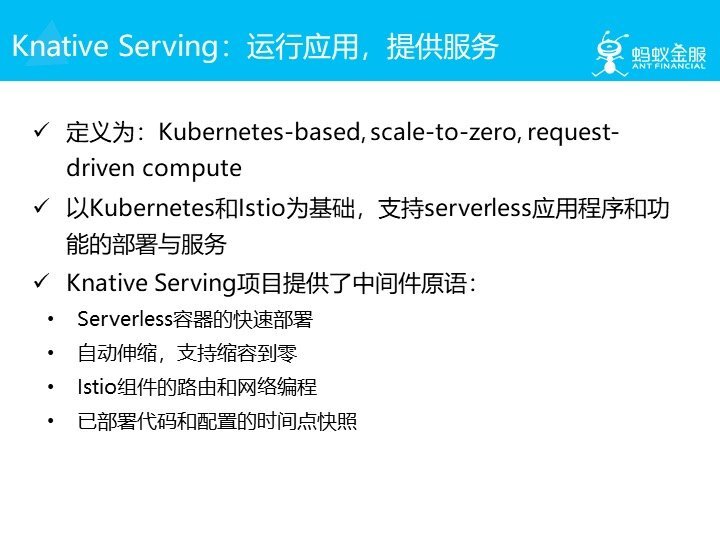 Knative Serving：运行应用，提供服务
蚂蚁金服
ANT FINANCIAL
✓ 定义为：Kubernetes-based, scale-to-zero, request-
driven compute
✓ 以Kubernetes和Istio为基础，支持serverless应用程序和功
能的部署与服务
✓ Knative Serving项目提供了中间件原语：
• Serverless容器的快速部署
• 自动伸缩，支持缩容到零
• Istio组件的路由和网络编程
• 已部署代码和配置的时间点快照